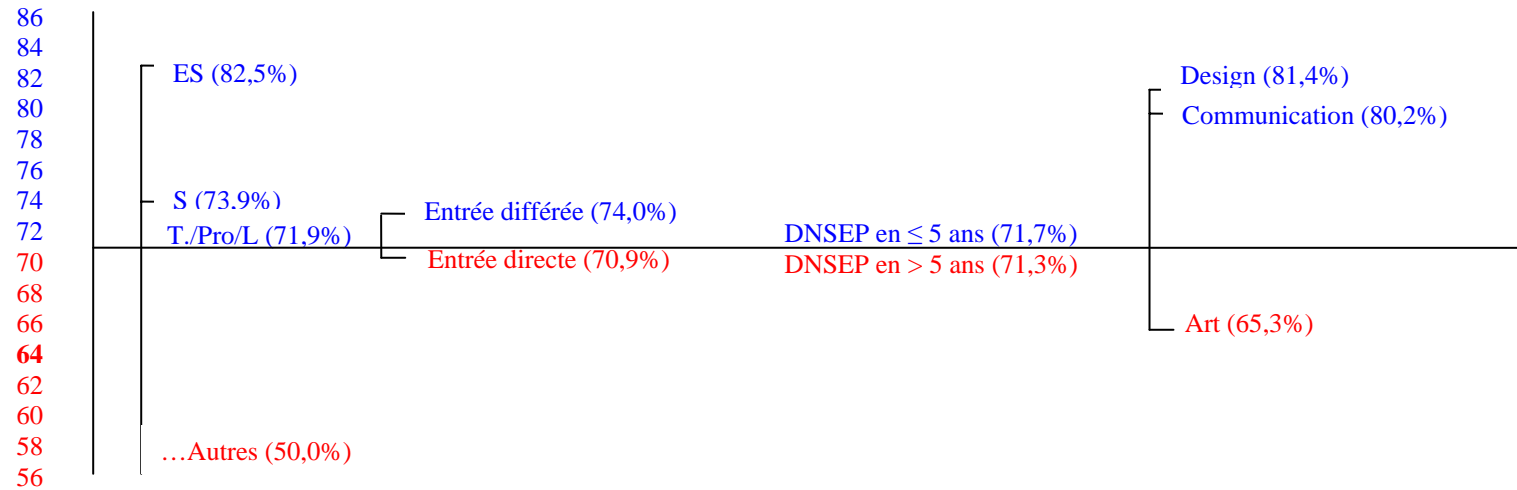 86
84
82
80
78
76
74
72
70
68
66
64
62
60
58
56
ES (82,5%)
S (73,9%)
T./Pro/L (71,9%)
…Autres (50,0%)
Entrée différée (74,0%)
Entrée directe (70,9%)
DNSEP en ≤ 5 ans (71,7%)
DNSEP en > 5 ans (71,3%)
Design (81,4%)
Communication (80,2%)
Art (65,3%)